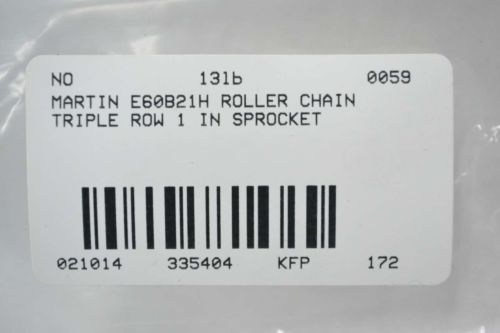 NO 131b 0059
MARTIN E60B21H ROLLER CHAIN
TRIPLE ROW 1 IN SPROCKET
021014 335404 KFP 172